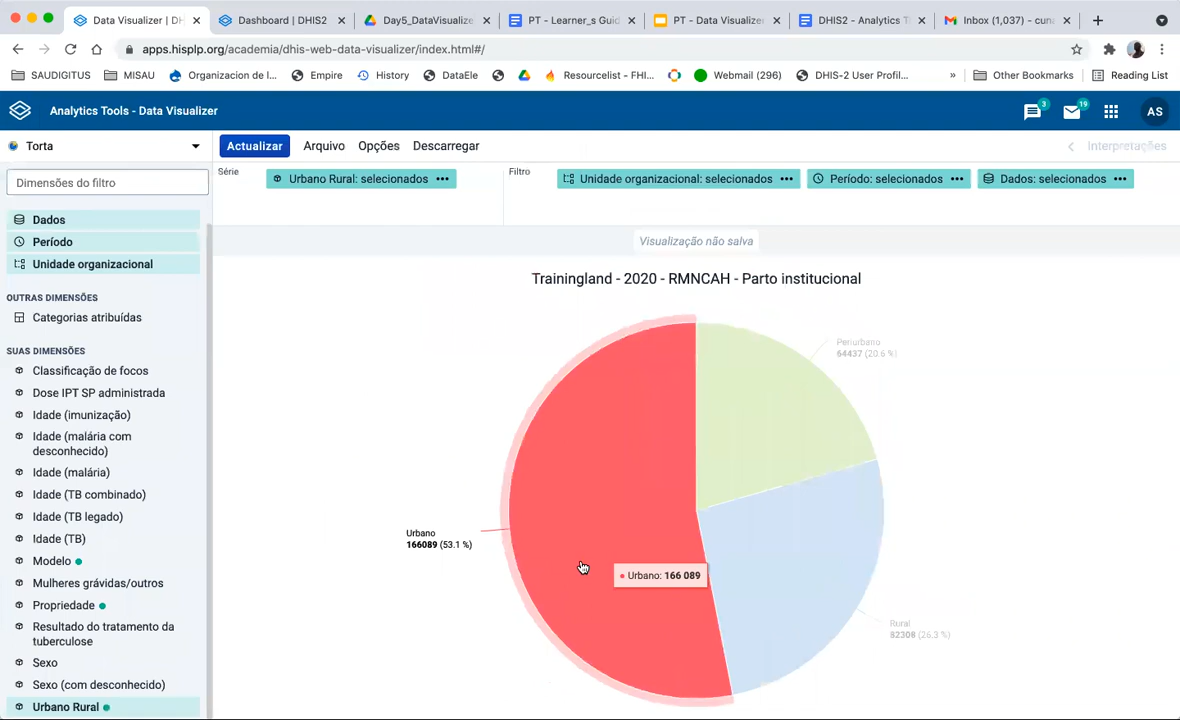 Data Visualizer | DH
Dashboard | DHIS2
Day5_DataVisualize
PT - Learner_s Guid
PT - Data Visualize
DHIS2 - Analytics T
Inbox (1,037) - cuna
apps.hisplp.org/academia/dhis-web-data-visualizer/index.html#/
SAUDIGITUS
MISAU
Organizacion de I...
Empire
History
DataEle
Resourcelist - FHI...
Webmail (296)
DHIS-2 User Profil...
»
Other Bookmarks
Reading List
Analytics Tools - Data Visualizer
3
19
AS
Torta
Actualizar
Arquivo
Opções
Descarregar
Interpretações
Dimensões do filtro
Série
Urbano Rural: selecionados
Filtro
Unidade organizacional: selecionados
Período: selecionados
Dados: selecionados
Dados
Período
Unidade organizacional
OUTRAS DIMENSÕES
Categorias atribuídas
SUAS DIMENSÕES
Classificação de focos
Dose IPT SP administrada
Idade (imunização)
Idade (malária com
desconhecido)
Idade (malária)
Idade (TB combinado)
Idade (TB legado)
Idade (TB)
Modelo
Mulheres grávidas/outros
Propriedade
Resultado do tratamento da
tuberculose
Sexo
Sexo (com desconhecido)
Urbano Rural
Visualização não salva
Trainingland - 2020 - RMNCAH - Parto institucional
Periurbano
64437 (20.6 %)
Urbano
166089 (53.1 %)
Urbano: 166 089
Rural
82308 (26.3 %)